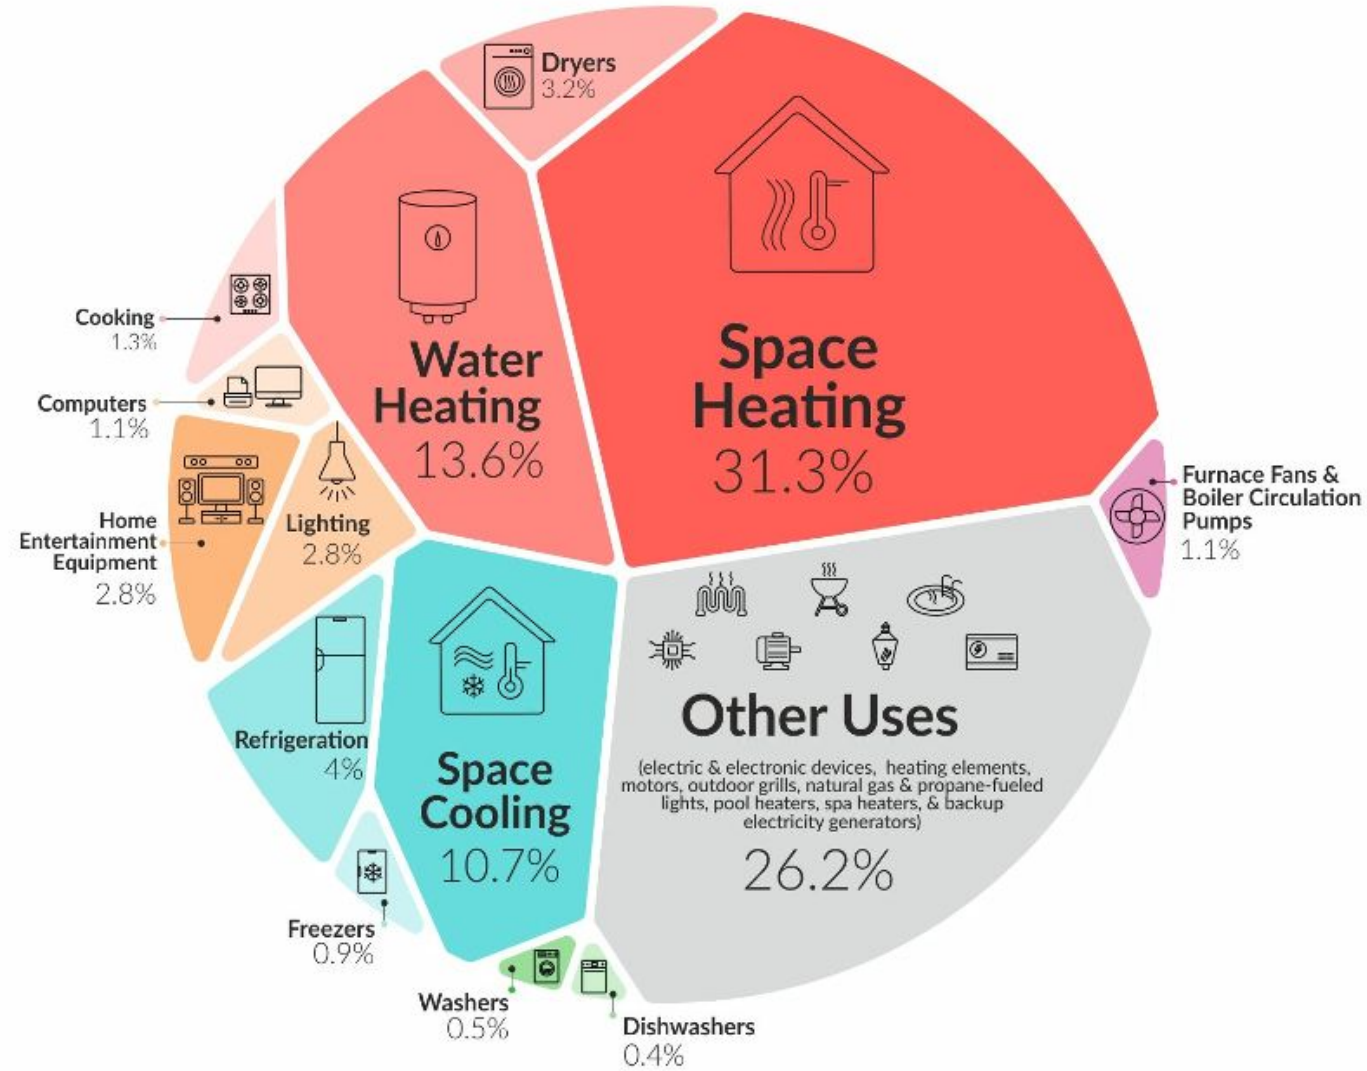 Dryers
3.2%
Space
Heating
31.3%
Water
Heating
13.6%
Cooking
1.3%
Computers
1.1%
Home
Entertainment
Equipment
2.8%
Lighting
2.8%
Furnace Fans &
Boiler Circulation
Pumps
1.1%
Refrigeration
4%
Space
Cooling
10.7%
Other Uses
(electric & electronic devices, heating elements,
motors, outdoor grills, natural gas & propane-fueled
lights, pool heaters, spa heaters, & backup
electricity generators)
26.2%
Freezers
0.9%
Washers
0.5%
Dishwashers
0.4%